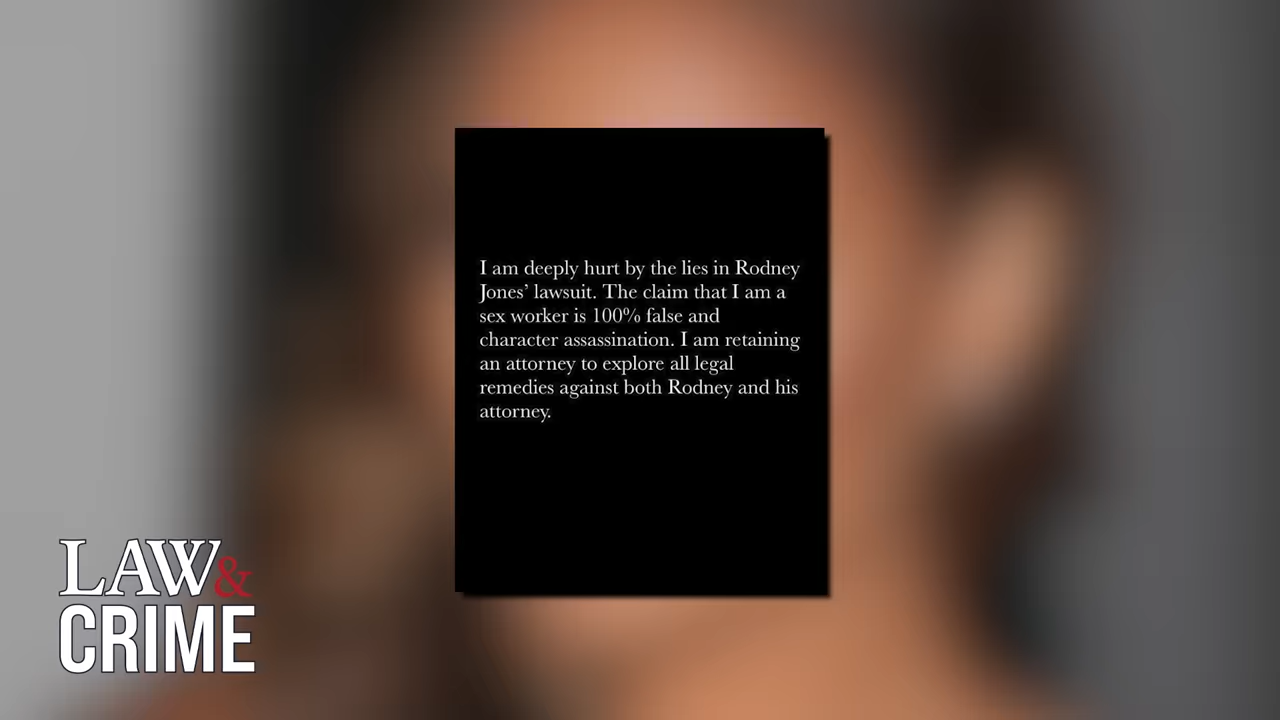 I am deeply hurt by the lies in Rodney
Jones’ lawsuit. The claim that I am a
sex worker is 100% false and
character assassination. I am retaining
an attorney to explore all legal
remedies against both Rodney and his
attorney.
LAW&
CRIME